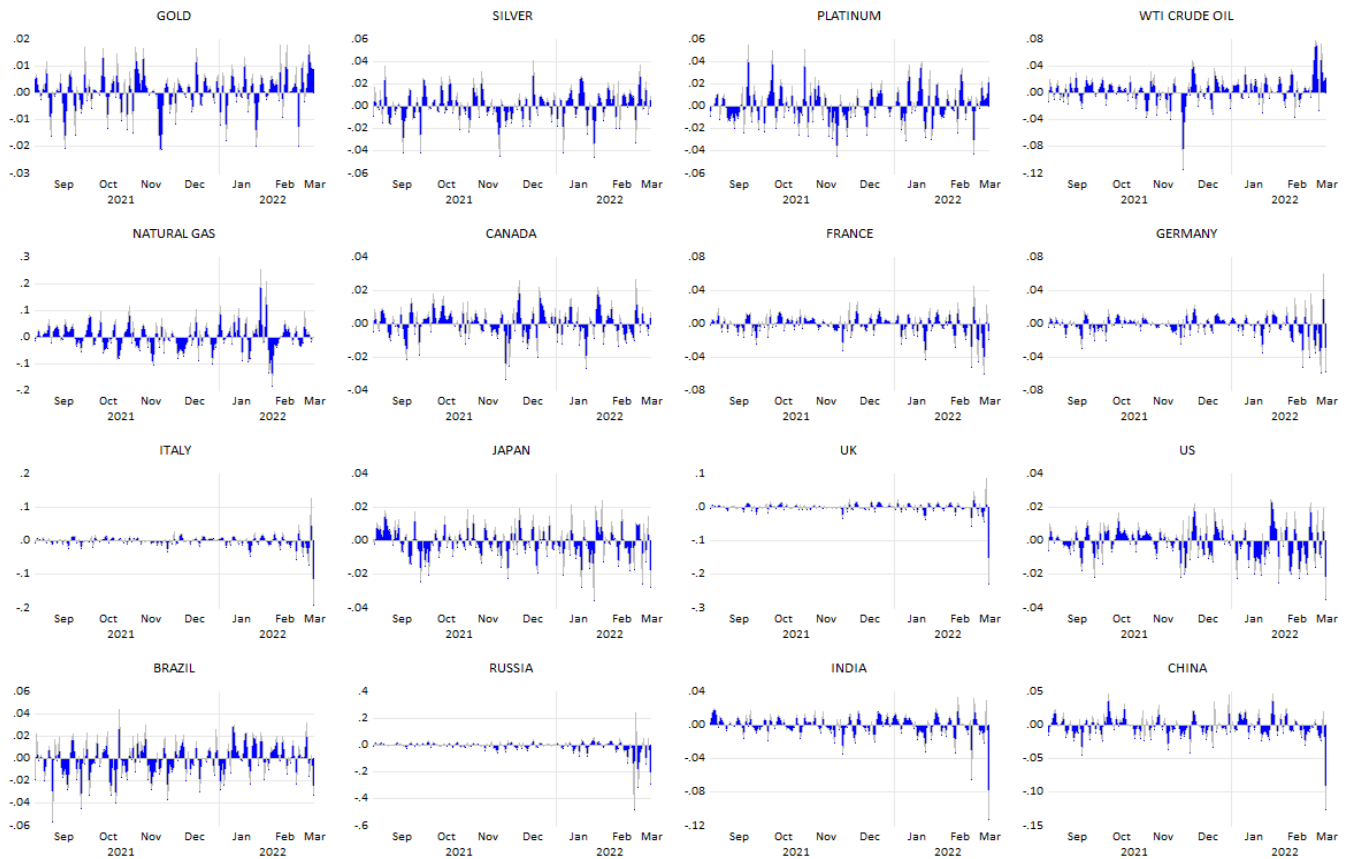 GOLD SILVER PLATINUM WTI CRUDE OIL
.02 .06 .06 .08
.01 .04 .04 .04
.00 .02 .02 .00
-.01 .00 .00 -.04
-.02 -.02 -.02 -.08
-.03 -.04 -.04 -.12
-.06 -.06
Sep Oct Nov Dec Jan Feb Mar Sep Oct Nov Dec Jan Feb Mar Sep Oct Nov Dec Jan Feb Mar Sep Oct Nov Dec Jan Feb Mar
2021 2022 2021 2022 2021 2022 2021 2022
NATURAL GAS CANADA FRANCE GERMANY
.3 .04 .08 .08
.2 .02 .04 .04
.1 .00 .00 .00
.0 -.02 -.04 -.04
-.1 -.04 -.08 -.08
-.2
Sep Oct Nov Dec Jan Feb Mar Sep Oct Nov Dec Jan Feb Mar Sep Oct Nov Dec Jan Feb Mar Sep Oct Nov Dec Jan Feb Mar
2021 2022 2021 2022 2021 2022 2021 2022
ITALY JAPAN UK US
.2 .04 .1 .04
.1 .02 .0 .02
.0 .00 -.1 .00
-.1 -.02 -.2 -.02
-.2 -.04 -.3 -.04
Sep Oct Nov Dec Jan Feb Mar Sep Oct Nov Dec Jan Feb Mar Sep Oct Nov Dec Jan Feb Mar Sep Oct Nov Dec Jan Feb Mar
2021 2022 2021 2022 2021 2022 2021 2022
BRAZIL RUSSIA INDIA CHINA
.06 .4 .04 .05
.04 .2 .00 .00
.02 .0 -.04 -.05
.00 -.2 -.08 -.10
-.02 -.4 -.12 -.15
-.04 -.6
-.06
Sep Oct Nov Dec Jan Feb Mar Sep Oct Nov Dec Jan Feb Mar Sep Oct Nov Dec Jan Feb Mar Sep Oct Nov Dec Jan Feb Mar
2021 2022 2021 2022 2021 2022 2021 2022